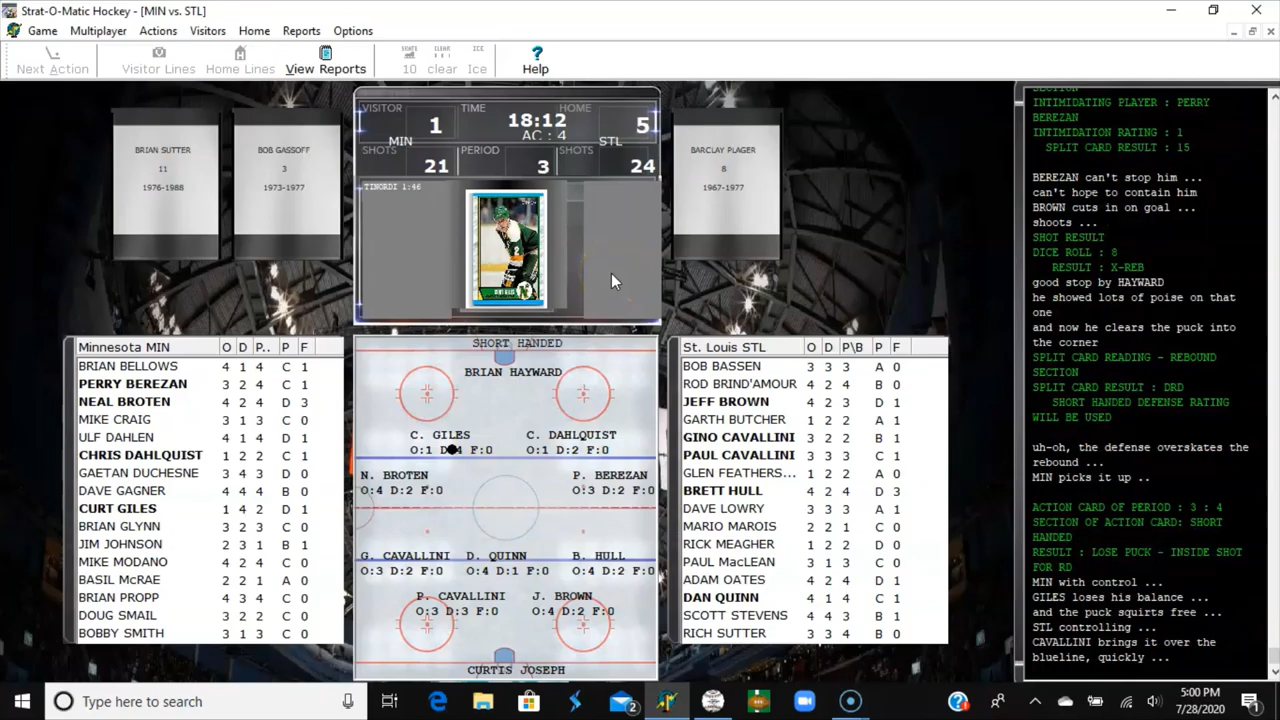 Strat-O-Matic Hockey - [MIN vs. STL]
Game Multiplayer Actions Visitors Home Reports Options
Next Action Visitor Lines Home Lines View Reports 10 clear Ice Help
SKATE CLEAR ICE
BRIAN SUTTER
11
1976-1988
BOB GASSOFF
3
1973-1977
VISITOR TIME HOME
MIN 1 18:12 STL 5
AC : 4
SHOTS PERIOD SHOTS
21 3 24
TINORDI 1:46
BARCLAY PLAGER
8
1967-1977
Minnesota MIN O D P.. P F
BRIAN BELLOWS 4 1 4 C 1
PERRY BEREZAN 3 2 4 C 1
NEAL BROTEN 4 2 4 D 3
MIKE CRAIG 3 1 3 C 0
ULF DAHLEN 4 1 4 D 1
CHRIS DAHLQUIST 1 2 2 C 1
GAETAN DUCHESNE 3 4 3 D 0
DAVE GAGNER 4 4 4 B 0
CURT GILES 1 4 2 D 1
BRIAN GLYNN 3 2 3 C 0
JIM JOHNSON 2 3 1 B 1
MIKE MODANO 4 2 4 C 0
BASIL McRAE 2 2 1 A 0
BRIAN PROPP 4 3 4 C 0
DOUG SMAIL 3 2 2 C 0
BOBBY SMITH 3 1 3 C 0
SHORT HANDED
BRIAN HAYWARD
C. GILES C. DAHLQUIST
O:1 D:4 F:0 O:1 D:2 F:0
N. BROTEN P. BEREZAN
O:4 D:2 F:0 O:3 D:2 F:0
G. CAVALLINI D. QUINN B. HULL
O:3 D:2 F:0 O:4 D:1 F:0 O:4 D:2 F:0
P. CAVALLINI J. BROWN
O:3 D:3 F:0 O:4 D:2 F:0
CURTIS JOSEPH
St. Louis STL O D P\B P F
BOB BASSEN 3 3 3 A 0
ROD BRIND'AMOUR 4 2 4 B 0
JEFF BROWN 4 2 3 D 1
GARTH BUTCHER 1 2 2 A 1
GINO CAVALLINI 3 2 2 B 1
PAUL CAVALLINI 3 3 3 C 1
GLEN FEATHERS... 1 2 2 A 0
BRETT HULL 4 2 4 D 3
DAVE LOWRY 3 3 3 A 1
MARIO MAROIS 2 2 1 C 0
RICK MEAGHER 1 2 2 D 0
PAUL MacLEAN 3 1 3 C 0
ADAM OATES 4 2 4 D 1
DAN QUINN 4 1 4 C 1
SCOTT STEVENS 4 4 3 B 1
RICH SUTTER 3 3 4 B 0
SECTION
INTIMIDATING PLAYER : PERRY
BEREZAN
INTIMIDATION RATING : 1
SPLIT CARD RESULT : 15
BEREZAN can't stop him ...
can't hope to contain him
BROWN cuts in on goal ...
shoots ...
SHOT RESULT
DICE ROLL : 8
RESULT : X-REB
good stop by HAYWARD
he showed lots of poise on that
one
and now he clears the puck into
the corner
SPLIT CARD READING - REBOUND
SECTION
SPLIT CARD RESULT : DRD
SHORT HANDED DEFENSE RATING
WILL BE USED
uh-oh, the defense overskates the
rebound ...
MIN picks it up ..
ACTION CARD OF PERIOD : 3 : 4
SECTION OF ACTION CARD: SHORT
HANDED
RESULT : LOSE PUCK - INSIDE SHOT
FOR RD
MIN with control ...
GILES loses his balance ...
and the puck squirts free ...
STL controlling ...
CAVALLINI brings it over the
blueline, quickly ...
Type here to search
2
5:00 PM
7/28/2020
1